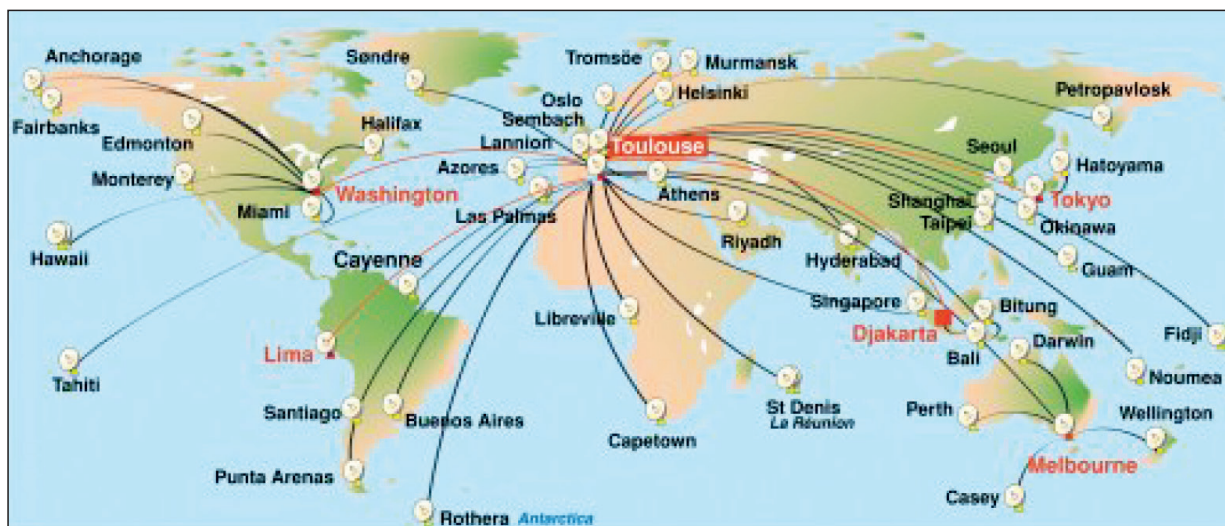 Anchorage
Søndre
Tromsöe
Murmansk
Fairbanks
Oslo
Helsinki
Petropavlosk
Edmonton
Halifax
Sembach
Lannion
Toulouse
Seoul
Hatoyama
Monterey
Azores
Washington
Athens
Shanghai
Tokyo
Miami
Las Palmas
Taipei
Okinawa
Hawaii
Riyadh
Hyderabad
Guam
Cayenne
Singapore
Bitung
Libreville
Djakarta
Fidji
Lima
Bali
Darwin
Tahiti
Noumea
Santiago
Buenos Aires
St Denis
La Réunion
Perth
Wellington
Capetown
Punta Arenas
Melbourne
Casey
Rothera Antarctica